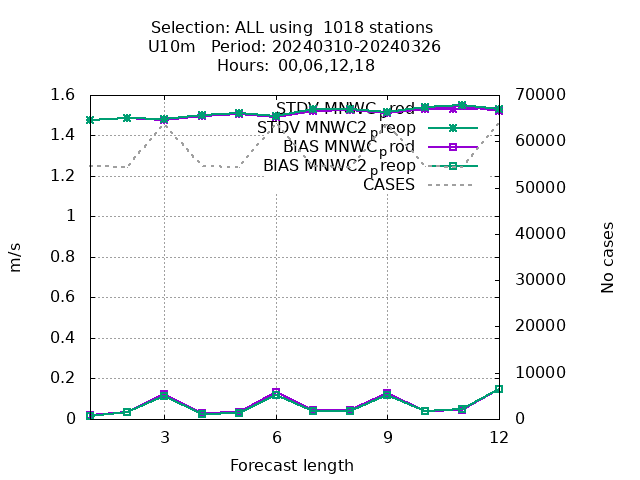 Selection: ALL using  1018 stations
U10m   Period: 20240310-20240326
Hours:  00,06,12,18
1.6
1.4
1.2
1
0.8
0.6
0.4
0.2
0
70000
60000
50000
40000
30000
20000
10000
0
STDV MNWC_prod
STDV MNWC2_preop
BIAS MNWC_prod
BIAS MNWC2_preop
CASES
m/s
No cases
3 6 9 12
Forecast length